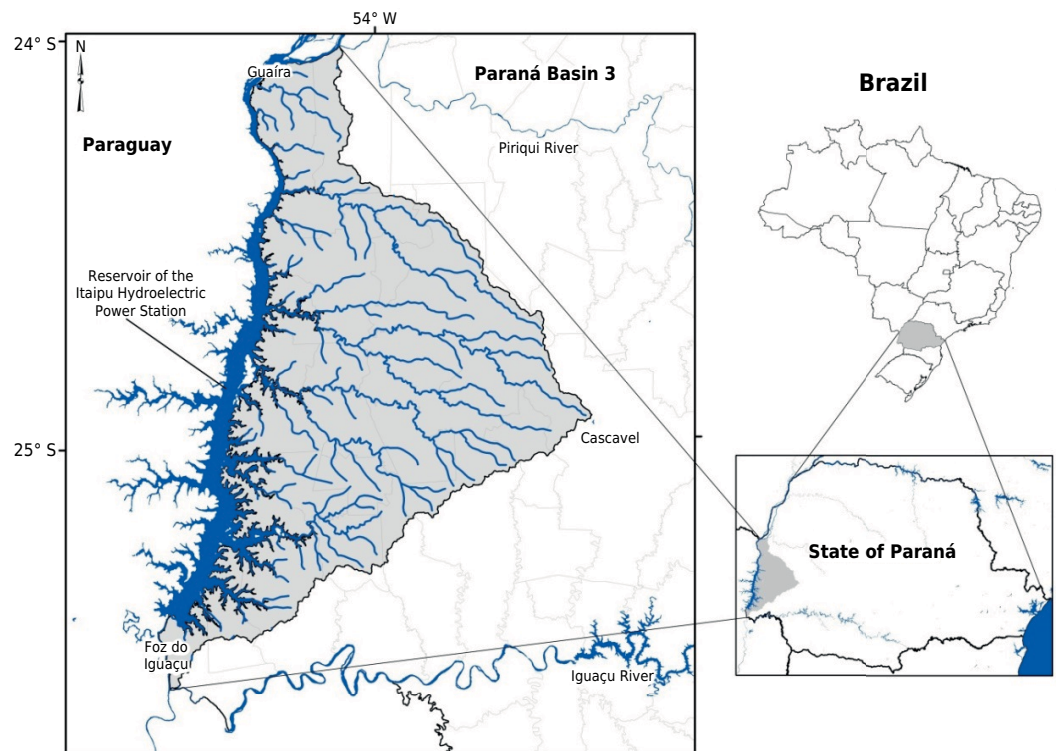 54° W
24° S
N
Guaíra
Paraná Basin 3
Brazil
Paraguay
Piriqui River
Reservoir of the
Itaipu Hydroelectric
Power Station
Cascavel
25° S
State of Paraná
Foz do
Iguaçu
Iguaçu River